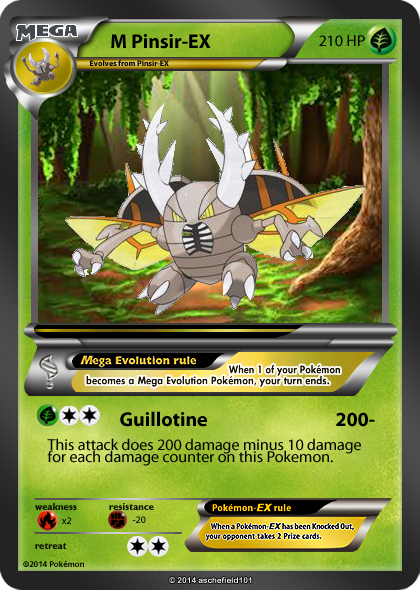 MEGA
M Pinsir-EX
210 HP
Evolves from Pinsir-EX
Mega Evolution rule
When 1 of your Pokémon
becomes a Mega Evolution Pokémon, your turn ends.
Guillotine 200-
This attack does 200 damage minus 10 damage
for each damage counter on this Pokemon.
weakness resistance
x2 -20
retreat
Pokémon-EX rule
When a Pokémon-EX has been Knocked Out,
your opponent takes 2 Prize cards.
©2014 Pokémon
© 2014 aschefield101